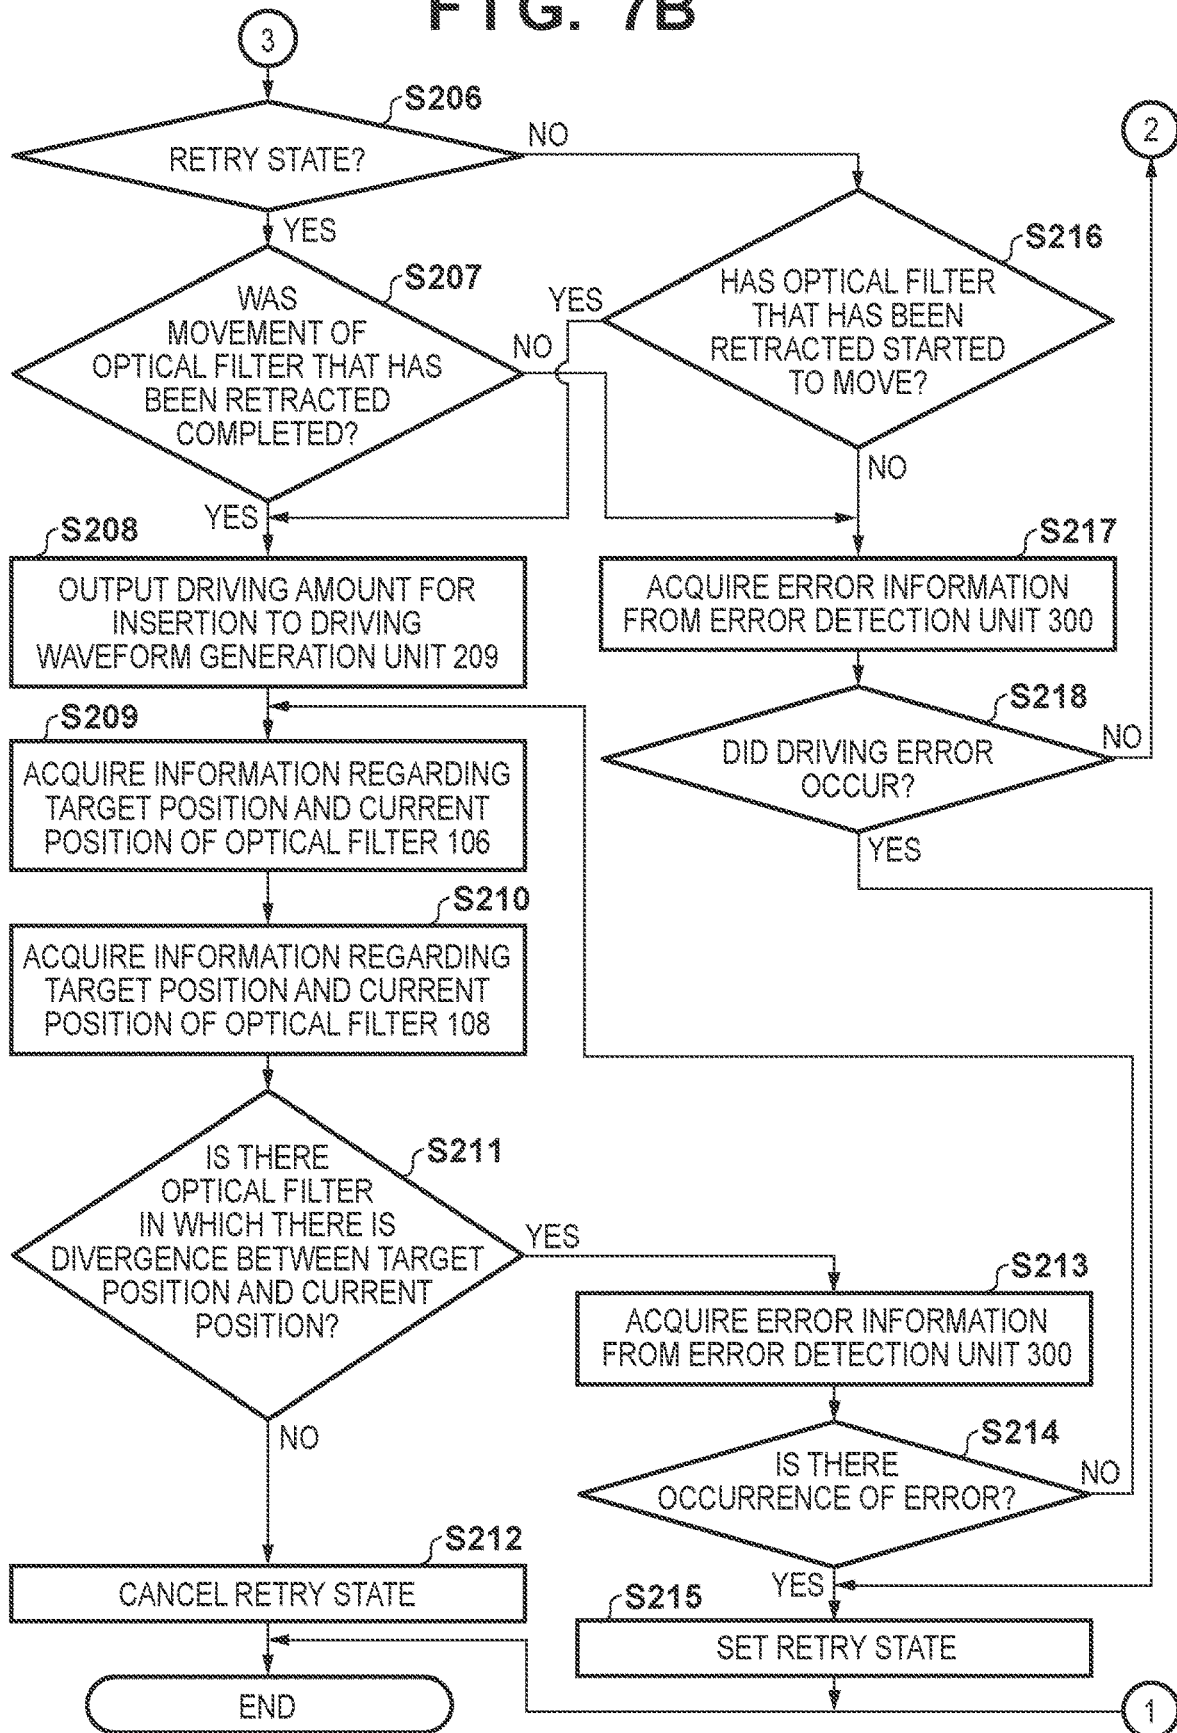 FIG. 7B
3
S206
RETRY STATE?
NO
YES
2
S207
WAS
MOVEMENT OF
OPTICAL FILTER THAT HAS
BEEN RETRACTED
COMPLETED?
NO
YES
S216
HAS OPTICAL FILTER
THAT HAS BEEN
RETRACTED STARTED
TO MOVE?
YES
NO
S208
OUTPUT DRIVING AMOUNT FOR
INSERTION TO DRIVING
WAVEFORM GENERATION UNIT 209
S217
ACQUIRE ERROR INFORMATION
FROM ERROR DETECTION UNIT 300
S218
DID DRIVING ERROR
OCCUR?
NO
YES
S209
ACQUIRE INFORMATION REGARDING
TARGET POSITION AND CURRENT
POSITION OF OPTICAL FILTER 106
S210
ACQUIRE INFORMATION REGARDING
TARGET POSITION AND CURRENT
POSITION OF OPTICAL FILTER 108
S211
IS THERE
OPTICAL FILTER
IN WHICH THERE IS
DIVERGENCE BETWEEN TARGET
POSITION AND CURRENT
POSITION?
YES
NO
S213
ACQUIRE ERROR INFORMATION
FROM ERROR DETECTION UNIT 300
S214
IS THERE
OCCURRENCE OF ERROR?
NO
YES
S212
CANCEL RETRY STATE
S215
SET RETRY STATE
END
1